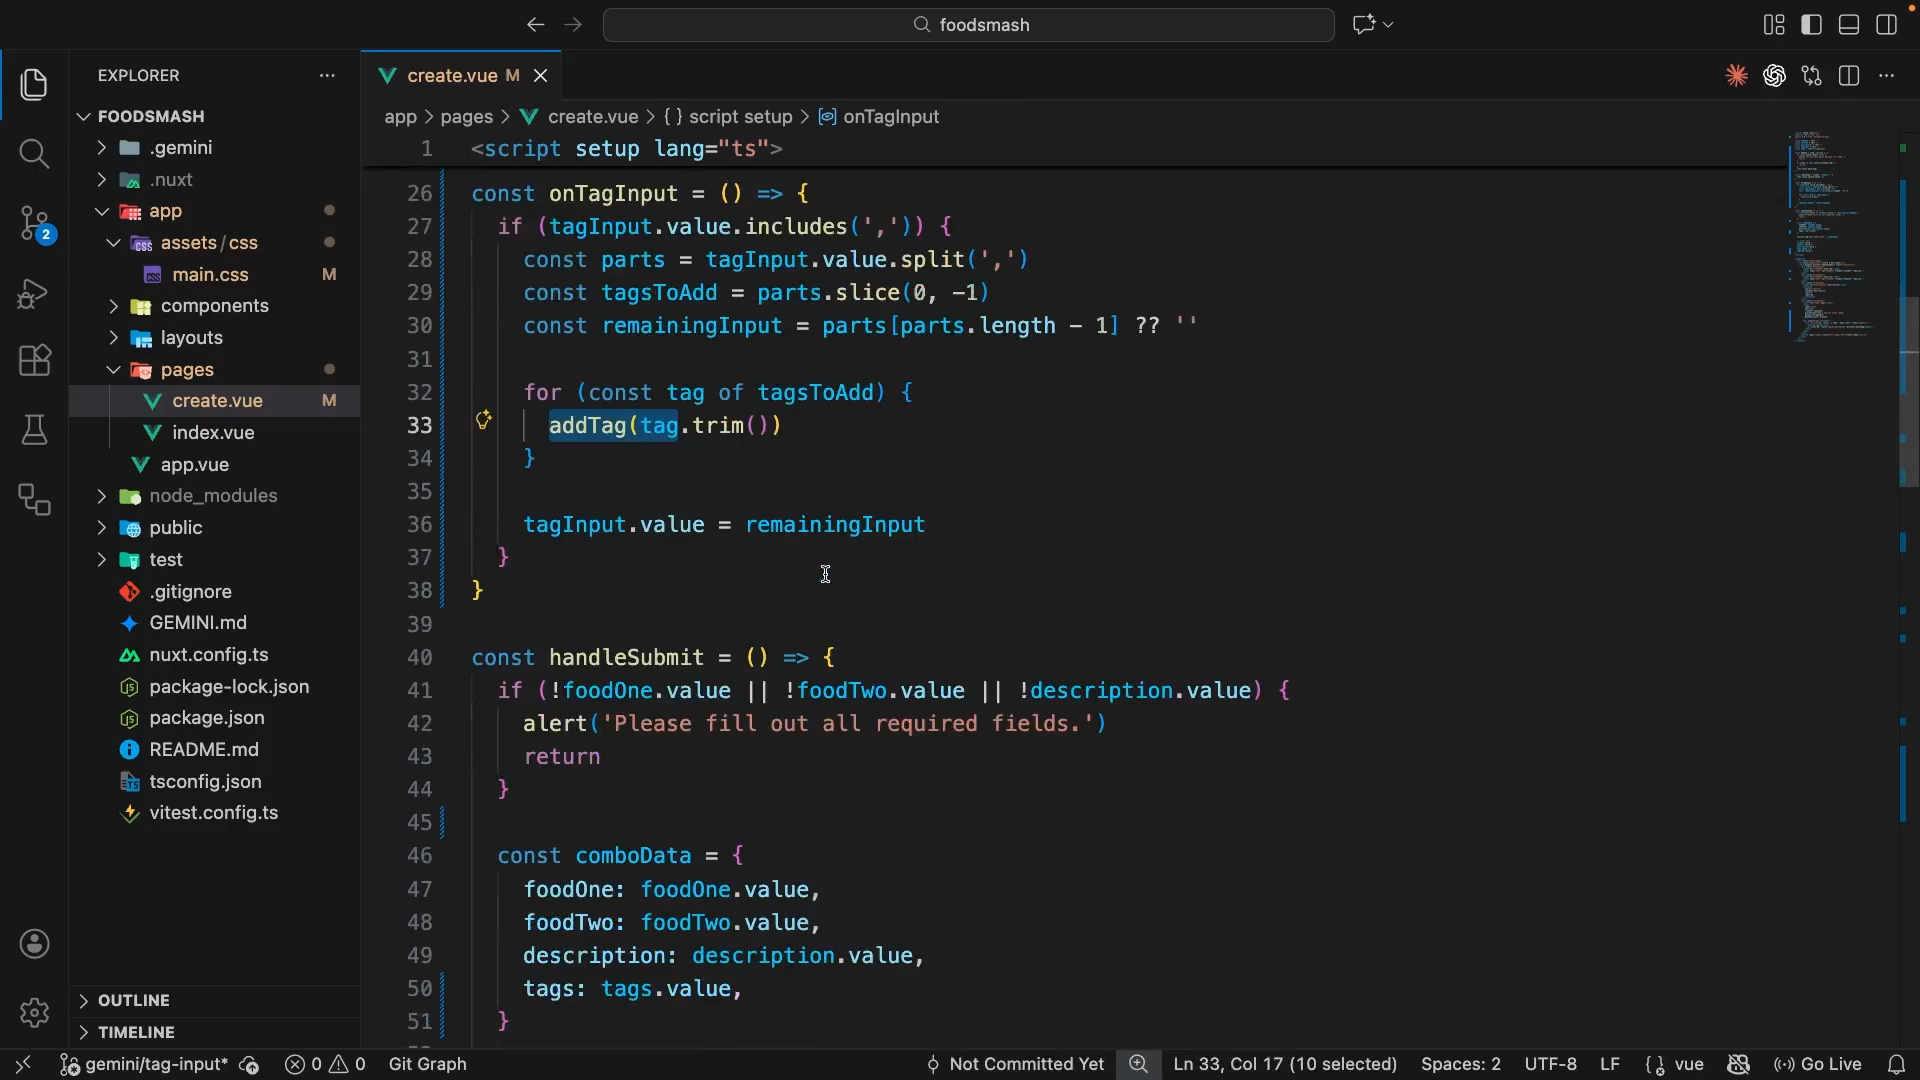 foodsmash
EXPLORER
FOODSMASH
.gemini
.nuxt
app
assets/css
main.css M
components
layouts
pages
create.vue M
index.vue
app.vue
node_modules
public
test
.gitignore
GEMINI.md
nuxt.config.ts
package-lock.json
package.json
README.md
tsconfig.json
vitest.config.ts
OUTLINE
TIMELINE
2
create.vue M
app > pages > create.vue > {} script setup > onTagInput
1 <script setup lang="ts">
26 const onTagInput = () => {
27 if (tagInput.value.includes(',')) {
28 const parts = tagInput.value.split(',')
29 const tagsToAdd = parts.slice(0, -1)
30 const remainingInput = parts[parts.length - 1] ?? ''
31
32 for (const tag of tagsToAdd) {
33 addTag(tag.trim())
34 }
35
36 tagInput.value = remainingInput
37 }
38 }
39
40 const handleSubmit = () => {
41 if (!foodOne.value || !foodTwo.value || !description.value) {
42 alert('Please fill out all required fields.')
43 return
44 }
45
46 const comboData = {
47 foodOne: foodOne.value,
48 foodTwo: foodTwo.value,
49 description: description.value,
50 tags: tags.value,
51 }
gemini/tag-input* 0 0 Git Graph Not Committed Yet Ln 33, Col 17 (10 selected) Spaces: 2 UTF-8 LF {} vue Go Live